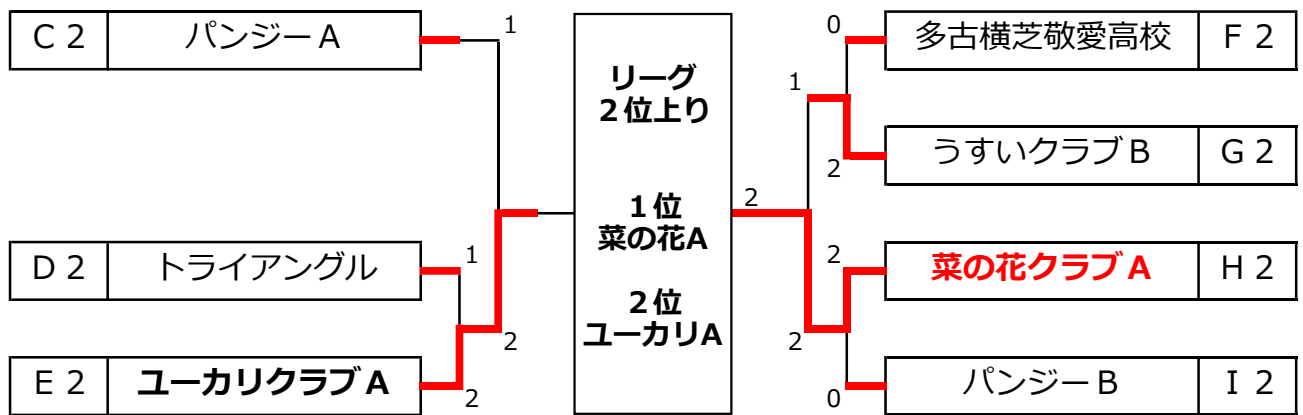 C２ パンジーＡ
1
D２ トライアングル
1
2
E２ ユーカリクラブＡ
2
リーグ
２位上り
１位
菜の花A
２位
ユーカリA
2
0
多古横芝敬愛高校 F２
1
2
うすいクラブＢ G２
2
菜の花クラブＡ H２
2
0
パンジーＢ I２